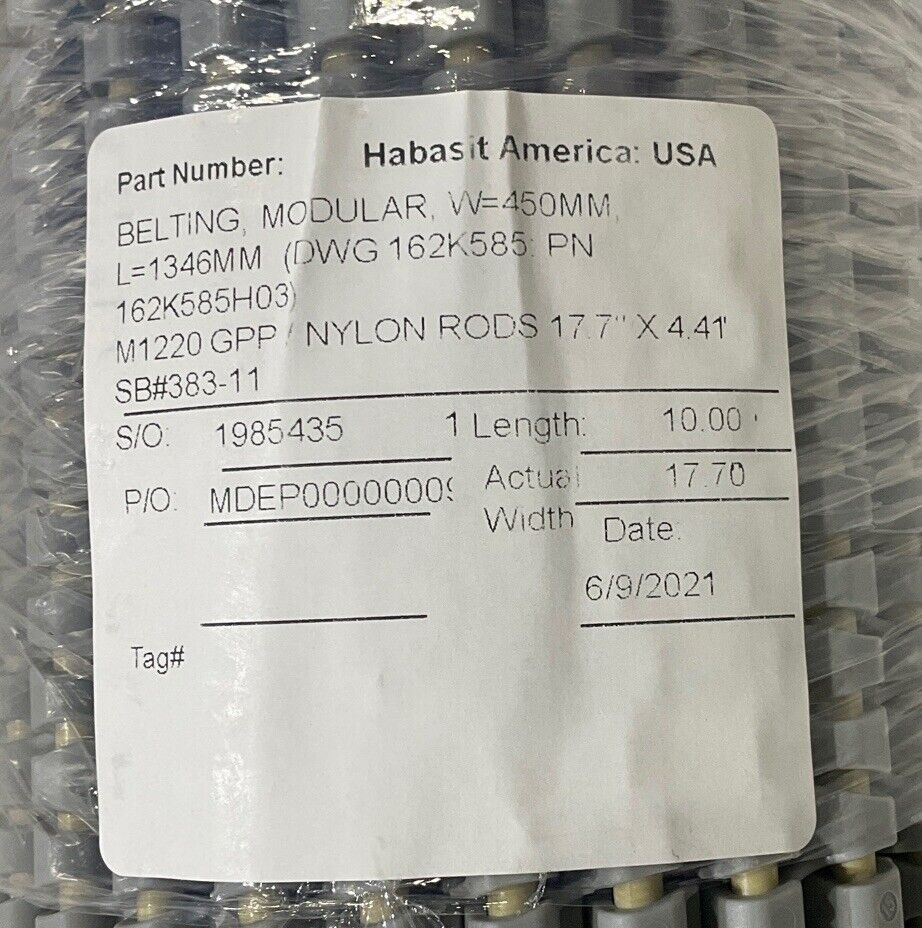 Part Number: Habasit America: USA
BELTING, MODULAR, W=450MM,
L=1346MM (DWG 162K585: PN
162K585H03)
M1220 GPP / NYLON RODS 17.7" X 4.41'
SB#383-11
S/O: 1985435 1 Length: 10.00 '
P/O: MDEP00000009 Actual 17.70
Width Date:
6/9/2021
Tag#